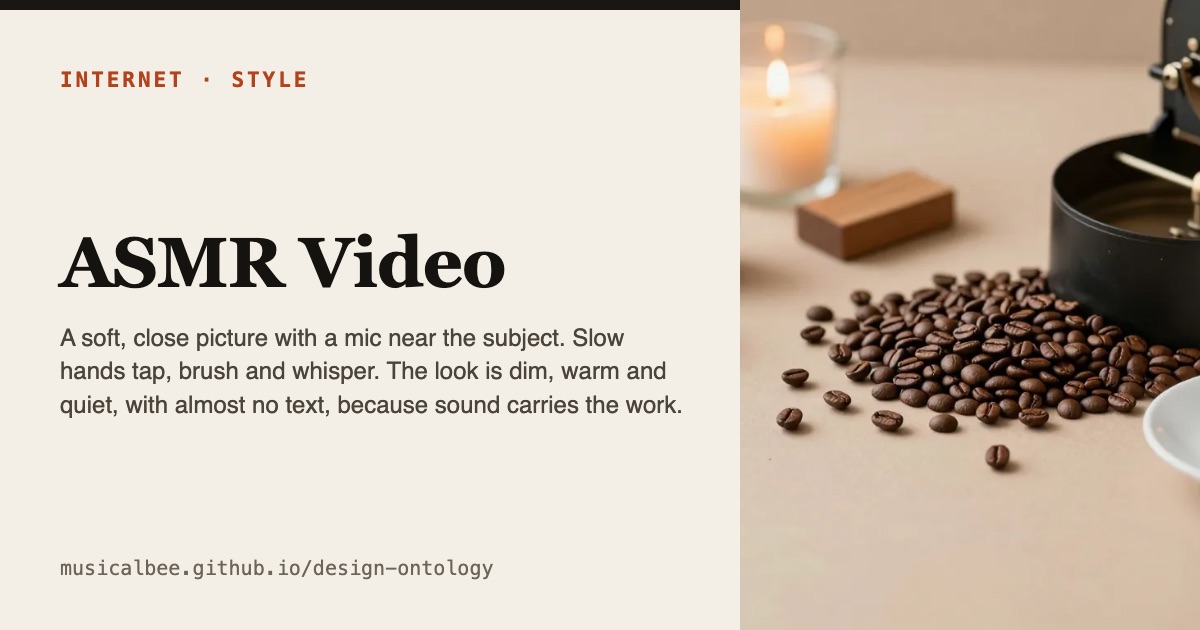 INTERNET · STYLE
ASMR Video
A soft, close picture with a mic near the subject. Slow
hands tap, brush and whisper. The look is dim, warm and
quiet, with almost no text, because sound carries the work.
musicalbee.github.io/design-ontology